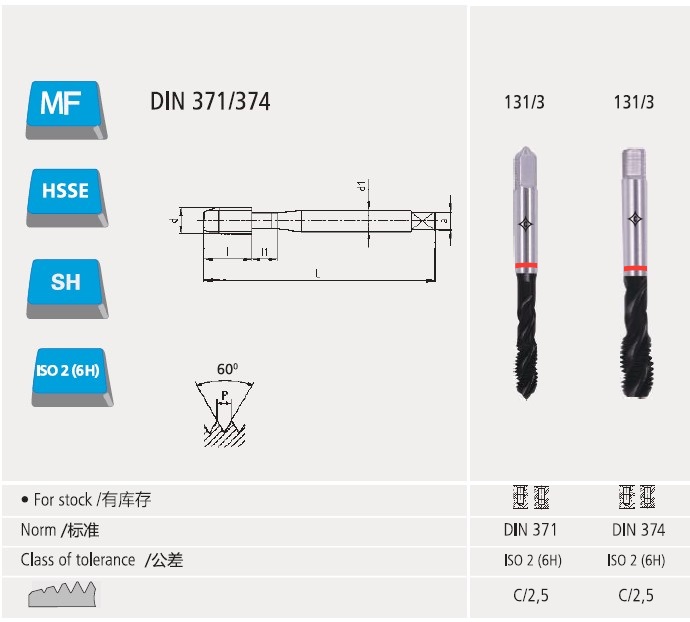 MF
DIN 371/374
131/3
131/3
HSSE
SH
ISO 2 (6H)
d
d1
a
l
l1
L
60⁰
P
• For stock /有库存
Norm /标准
DIN 371
DIN 374
Class of tolerance /公差
ISO 2 (6H)
ISO 2 (6H)
C/2,5
C/2,5